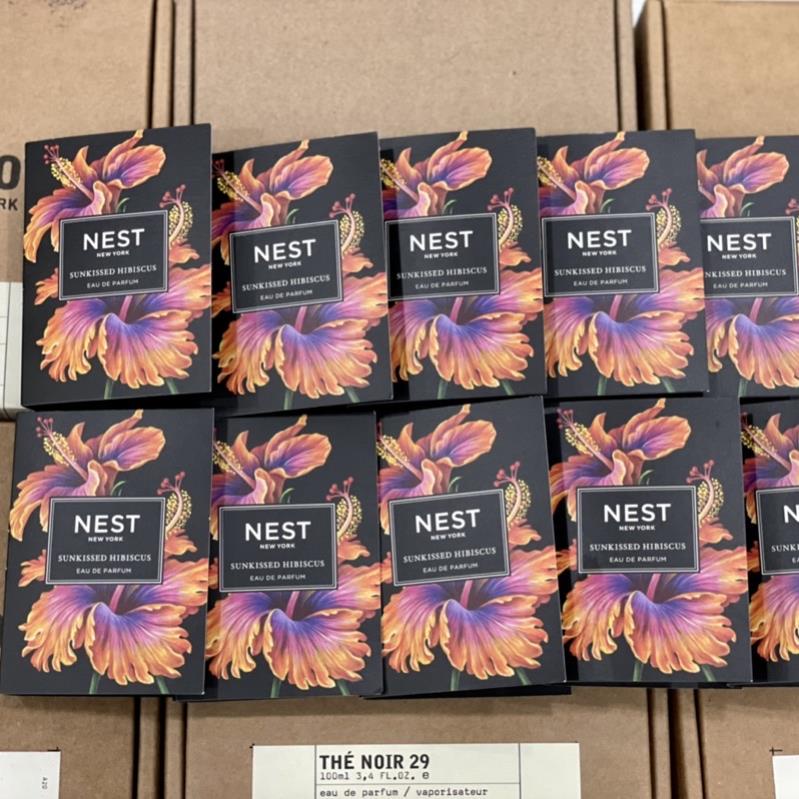 O
RK
NEST
NEW YORK
SUNKISSED HIBISCUS
EAU DE PARFUM
NEST
NEW YORK
SUNKISSED HIBISCUS
EAU DE PARFUM
NEST
NEW YORK
SUNKISSED HIBISCUS
EAU DE PARFUM
NEST
NEW YORK
SUNKISSED HIBISCUS
EAU DE PARFUM
NEST
NEW YORK
SUNKISSED HIBISCUS
EAU DE PARFUM
NEST
NEW YORK
SUNKISSED HIBISCUS
EAU DE PARFUM
NEST
NEW YORK
SUNKISSED HIBISCUS
EAU DE PARFUM
NEST
NEW YORK
SUNKISSED HIBISCUS
EAU DE PARFUM
NEST
NEW YORK
SUNKISSED HIBISCUS
EAU DE PARFUM
N
SUNKIS
EAU
THÉ NOIR 29
100ml 3,4 FL.OZ. e
eau de parfum / vaporisateur
A20